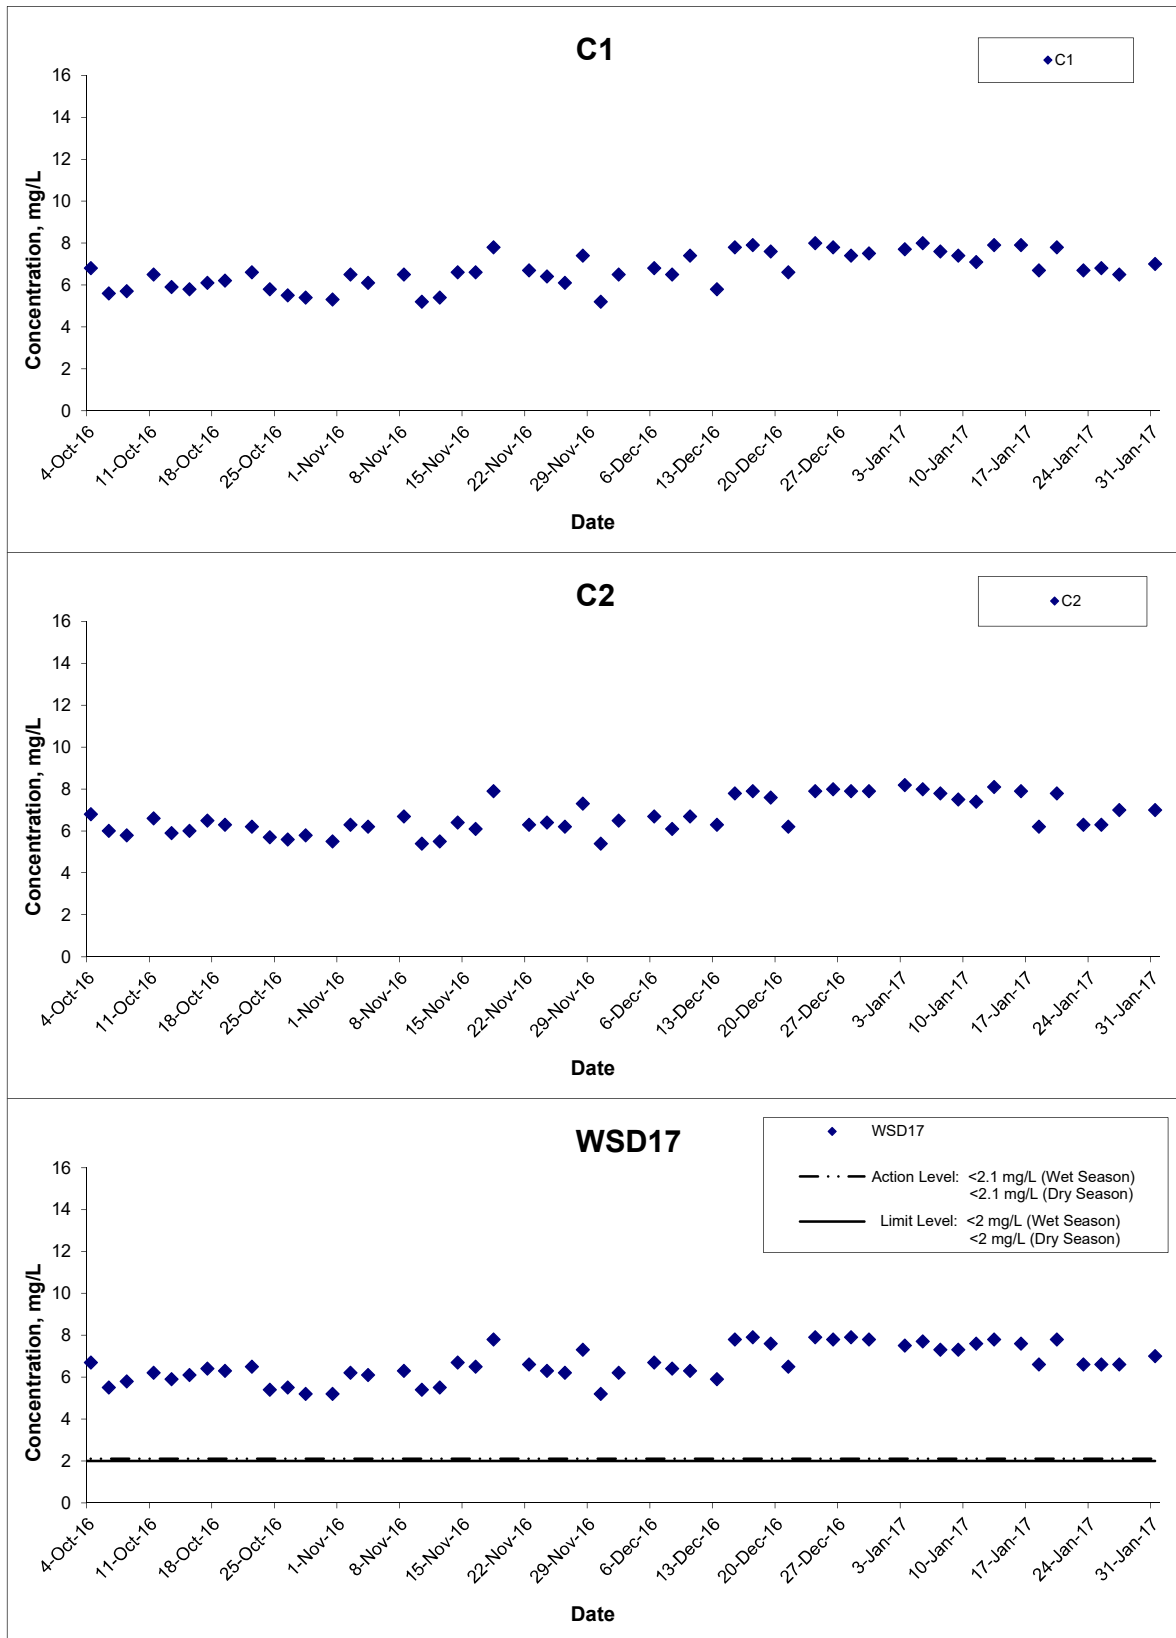 C1
C1
16
14
12
10
8
6
4
2
0
Concentration, mg/L
4-Oct-16
11-Oct-16
18-Oct-16
25-Oct-16
1-Nov-16
8-Nov-16
15-Nov-16
22-Nov-16
29-Nov-16
6-Dec-16
13-Dec-16
20-Dec-16
27-Dec-16
3-Jan-17
10-Jan-17
17-Jan-17
24-Jan-17
31-Jan-17
Date
C2
C2
16
14
12
10
8
6
4
2
0
Concentration, mg/L
4-Oct-16
11-Oct-16
18-Oct-16
25-Oct-16
1-Nov-16
8-Nov-16
15-Nov-16
22-Nov-16
29-Nov-16
6-Dec-16
13-Dec-16
20-Dec-16
27-Dec-16
3-Jan-17
10-Jan-17
17-Jan-17
24-Jan-17
31-Jan-17
Date
WSD17
WSD17
Action Level: <2.1 mg/L (Wet Season)
<2.1 mg/L (Dry Season)
Limit Level: <2 mg/L (Wet Season)
<2 mg/L (Dry Season)
16
14
12
10
8
6
4
2
0
Concentration, mg/L
4-Oct-16
11-Oct-16
18-Oct-16
25-Oct-16
1-Nov-16
8-Nov-16
15-Nov-16
22-Nov-16
29-Nov-16
6-Dec-16
13-Dec-16
20-Dec-16
27-Dec-16
3-Jan-17
10-Jan-17
17-Jan-17
24-Jan-17
31-Jan-17
Date